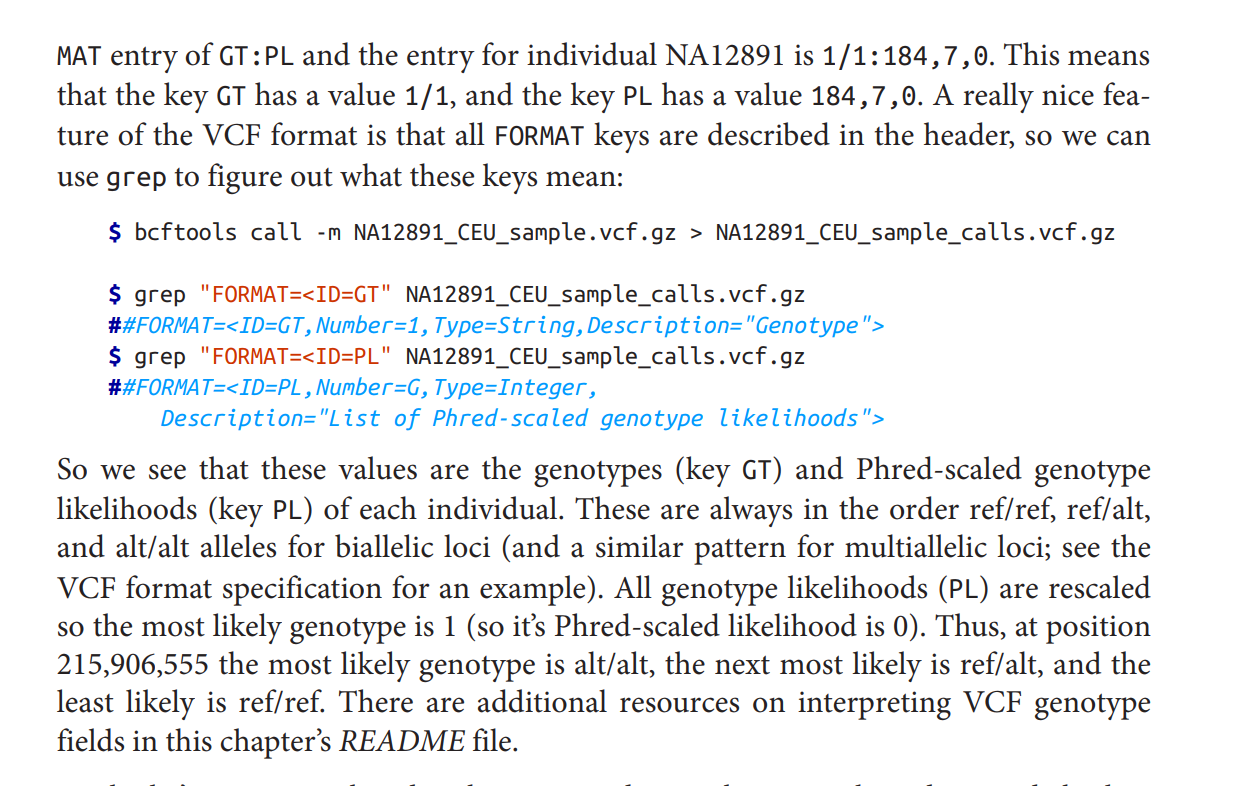 MAT entry of GT:PL and the entry for individual NA12891 is 1/1:184,7,0. This means
that the key GT has a value 1/1, and the key PL has a value 184,7,0. A really nice fea-
ture of the VCF format is that all FORMAT keys are described in the header, so we can
use grep to figure out what these keys mean:
$ bcftools call -m NA12891_CEU_sample.vcf.gz > NA12891_CEU_sample_calls.vcf.gz
$ grep "FORMAT=<ID=GT" NA12891_CEU_sample_calls.vcf.gz
##FORMAT=<ID=GT,Number=1,Type=String,Description="Genotype">
$ grep "FORMAT=<ID=PL" NA12891_CEU_sample_calls.vcf.gz
##FORMAT=<ID=PL,Number=G,Type=Integer,
Description="List of Phred-scaled genotype likelihoods">
So we see that these values are the genotypes (key GT) and Phred-scaled genotype
likelihoods (key PL) of each individual. These are always in the order ref/ref, ref/alt,
and alt/alt alleles for biallelic loci (and a similar pattern for multiallelic loci; see the
VCF format specification for an example). All genotype likelihoods (PL) are rescaled
so the most likely genotype is 1 (so it's Phred-scaled likelihood is 0). Thus, at position
215,906,555 the most likely genotype is alt/alt, the next most likely is ref/alt, and the
least likely is ref/ref. There are additional resources on interpreting VCF genotype
fields in this chapter's README file.